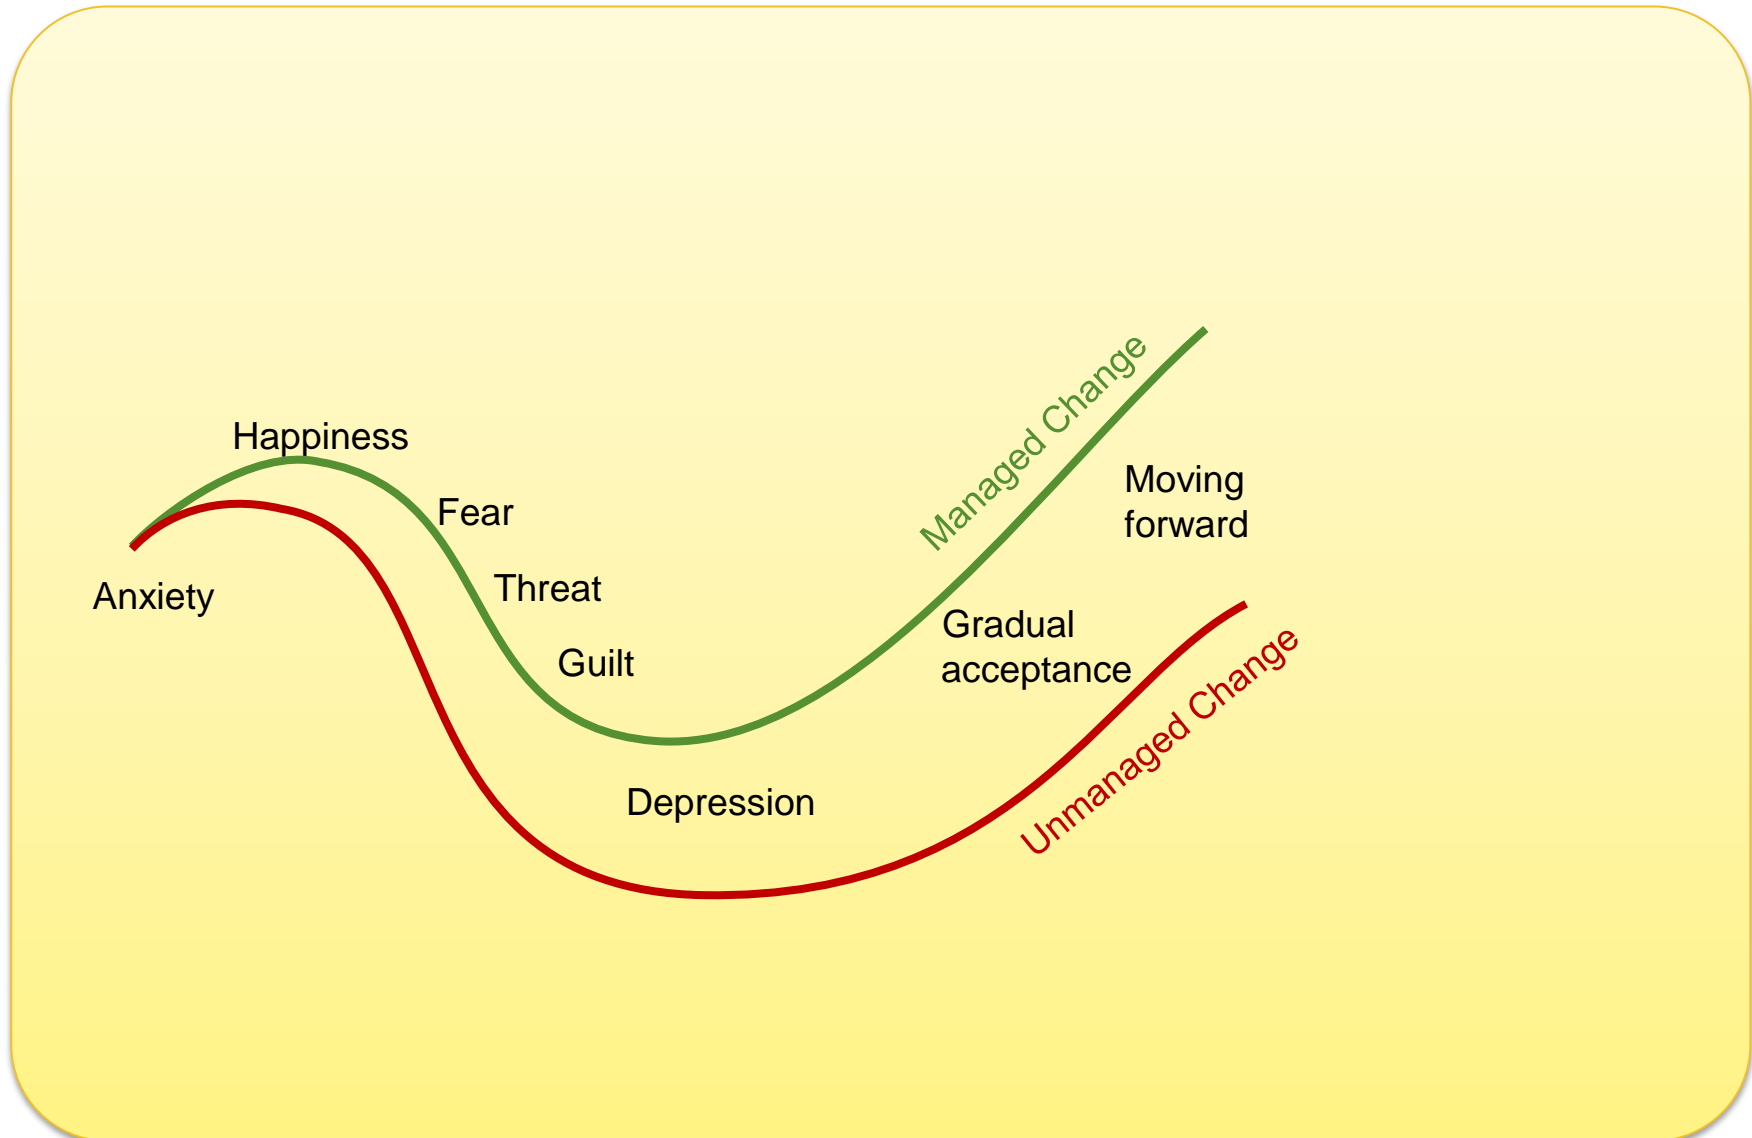 Happiness
Fear
Threat
Anxiety
Guilt
Depression
Managed Change
Moving
forward
Gradual
acceptance
Unmanaged Change